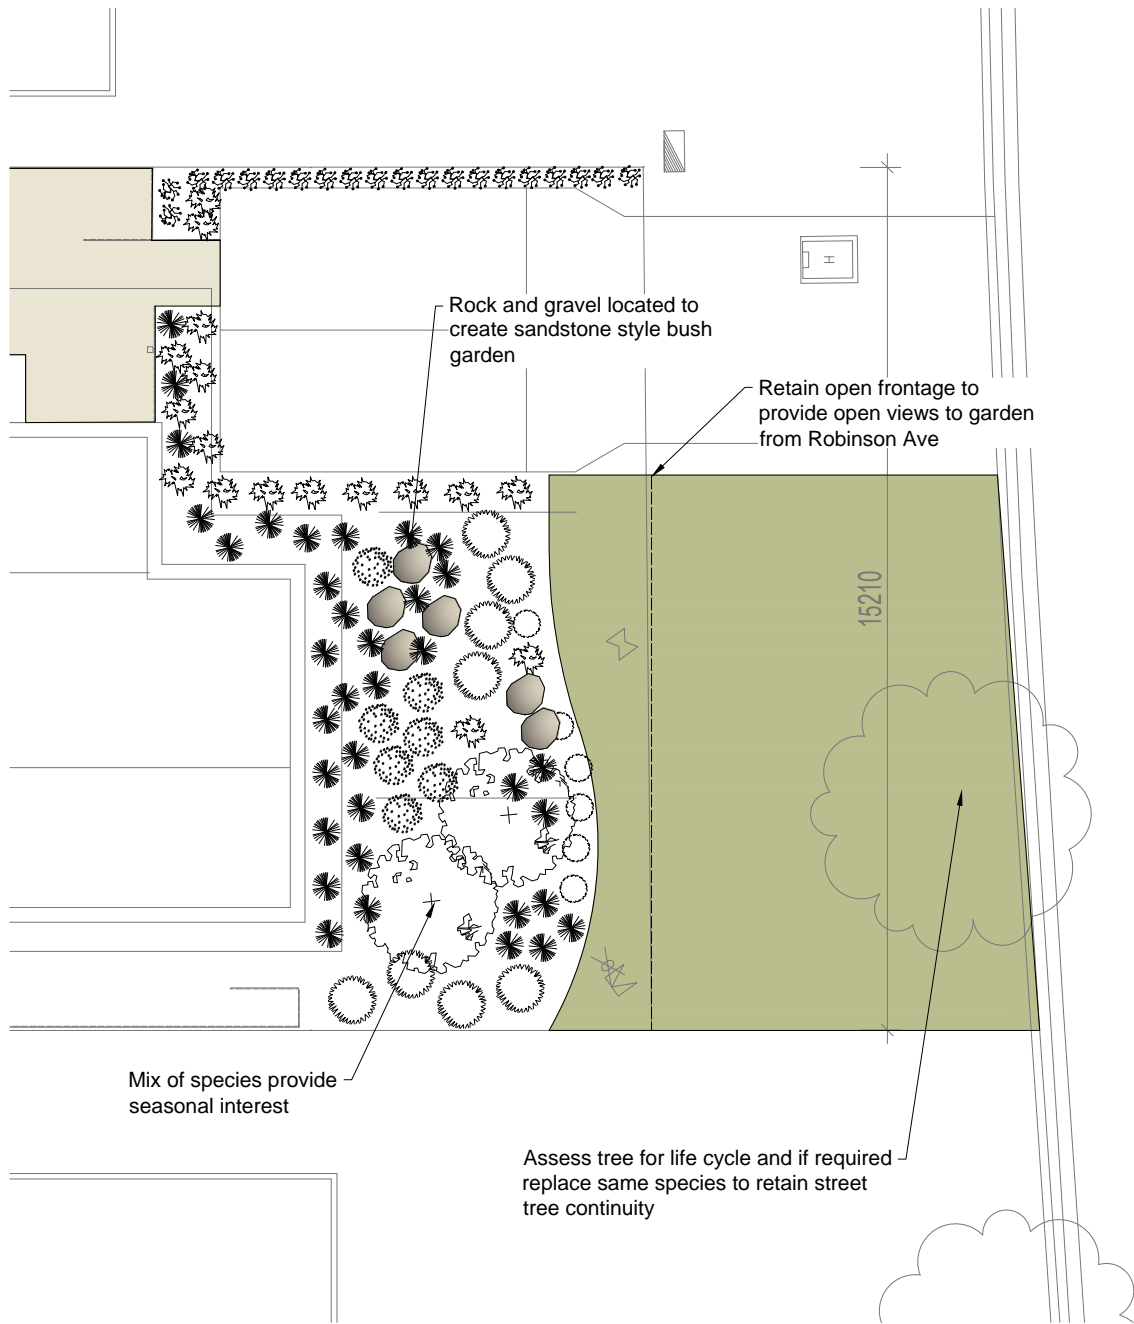 Rock and gravel located to
create sandstone style bush
garden
Retain open frontage to
provide open views to garden
from Robinson Ave
H
15210
Mix of species provide
seasonal interest
Assess tree for life cycle and if required
replace same species to retain street
tree continuity